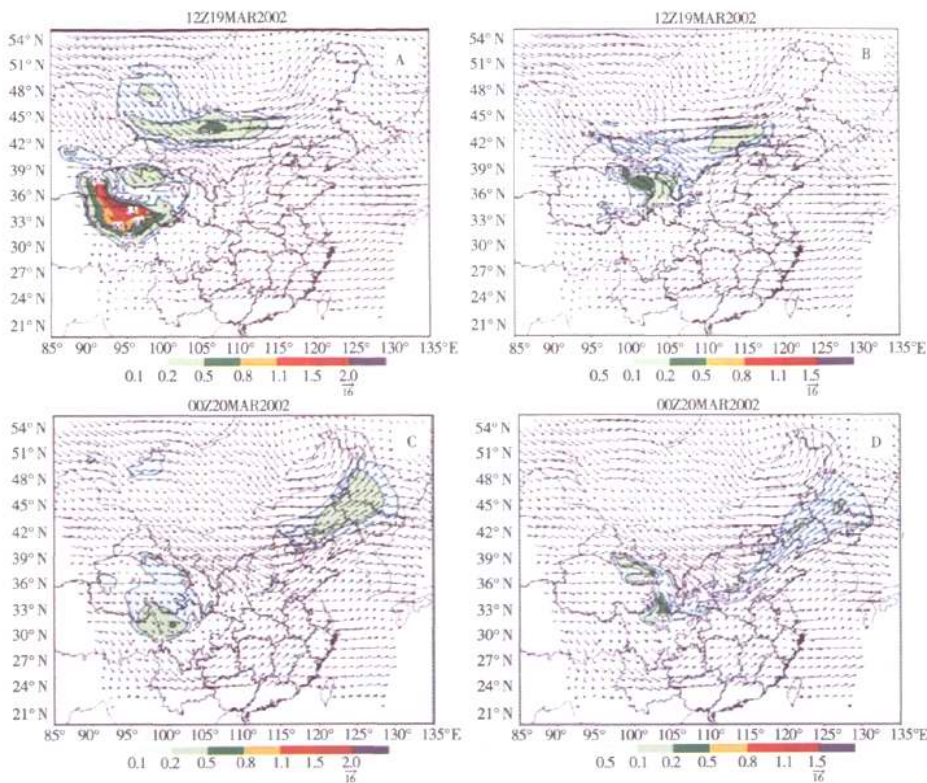 12Z19MAR2002
54° N
51° N
48° N
45° N
42° N
39° N
36° N
33° N
30° N
27° N
24° N
21° N
A
85° 90° 95° 100° 105° 110° 115° 120° 125° 130° 135°E
0.1 0.2 0.5 0.8 1.1 1.5 2.0
16
12Z19MAR2002
54° N
51° N
48° N
45° N
42° N
39° N
36° N
33° N
30° N
27° N
24° N
21° N
B
85° 90° 95° 100° 105° 110° 115° 120° 125° 130° 135°E
0.5 0.1 0.2 0.5 0.8 1.1 1.5
16
00Z20MAR2002
54° N
51° N
48° N
45° N
42° N
39° N
36° N
33° N
30° N
27° N
24° N
21° N
C
85° 90° 95° 100° 105° 110° 115° 120° 125° 130° 135°E
0.1 0.2 0.5 0.8 1.1 1.5 2.0
16
00Z20MAR2002
54° N
51° N
48° N
45° N
42° N
39° N
36° N
33° N
30° N
27° N
24° N
21° N
D
85° 90° 95° 100° 105° 110° 115° 120° 125° 130° 135°E
0.1 0.2 0.5 0.8 1.1 1.5
16